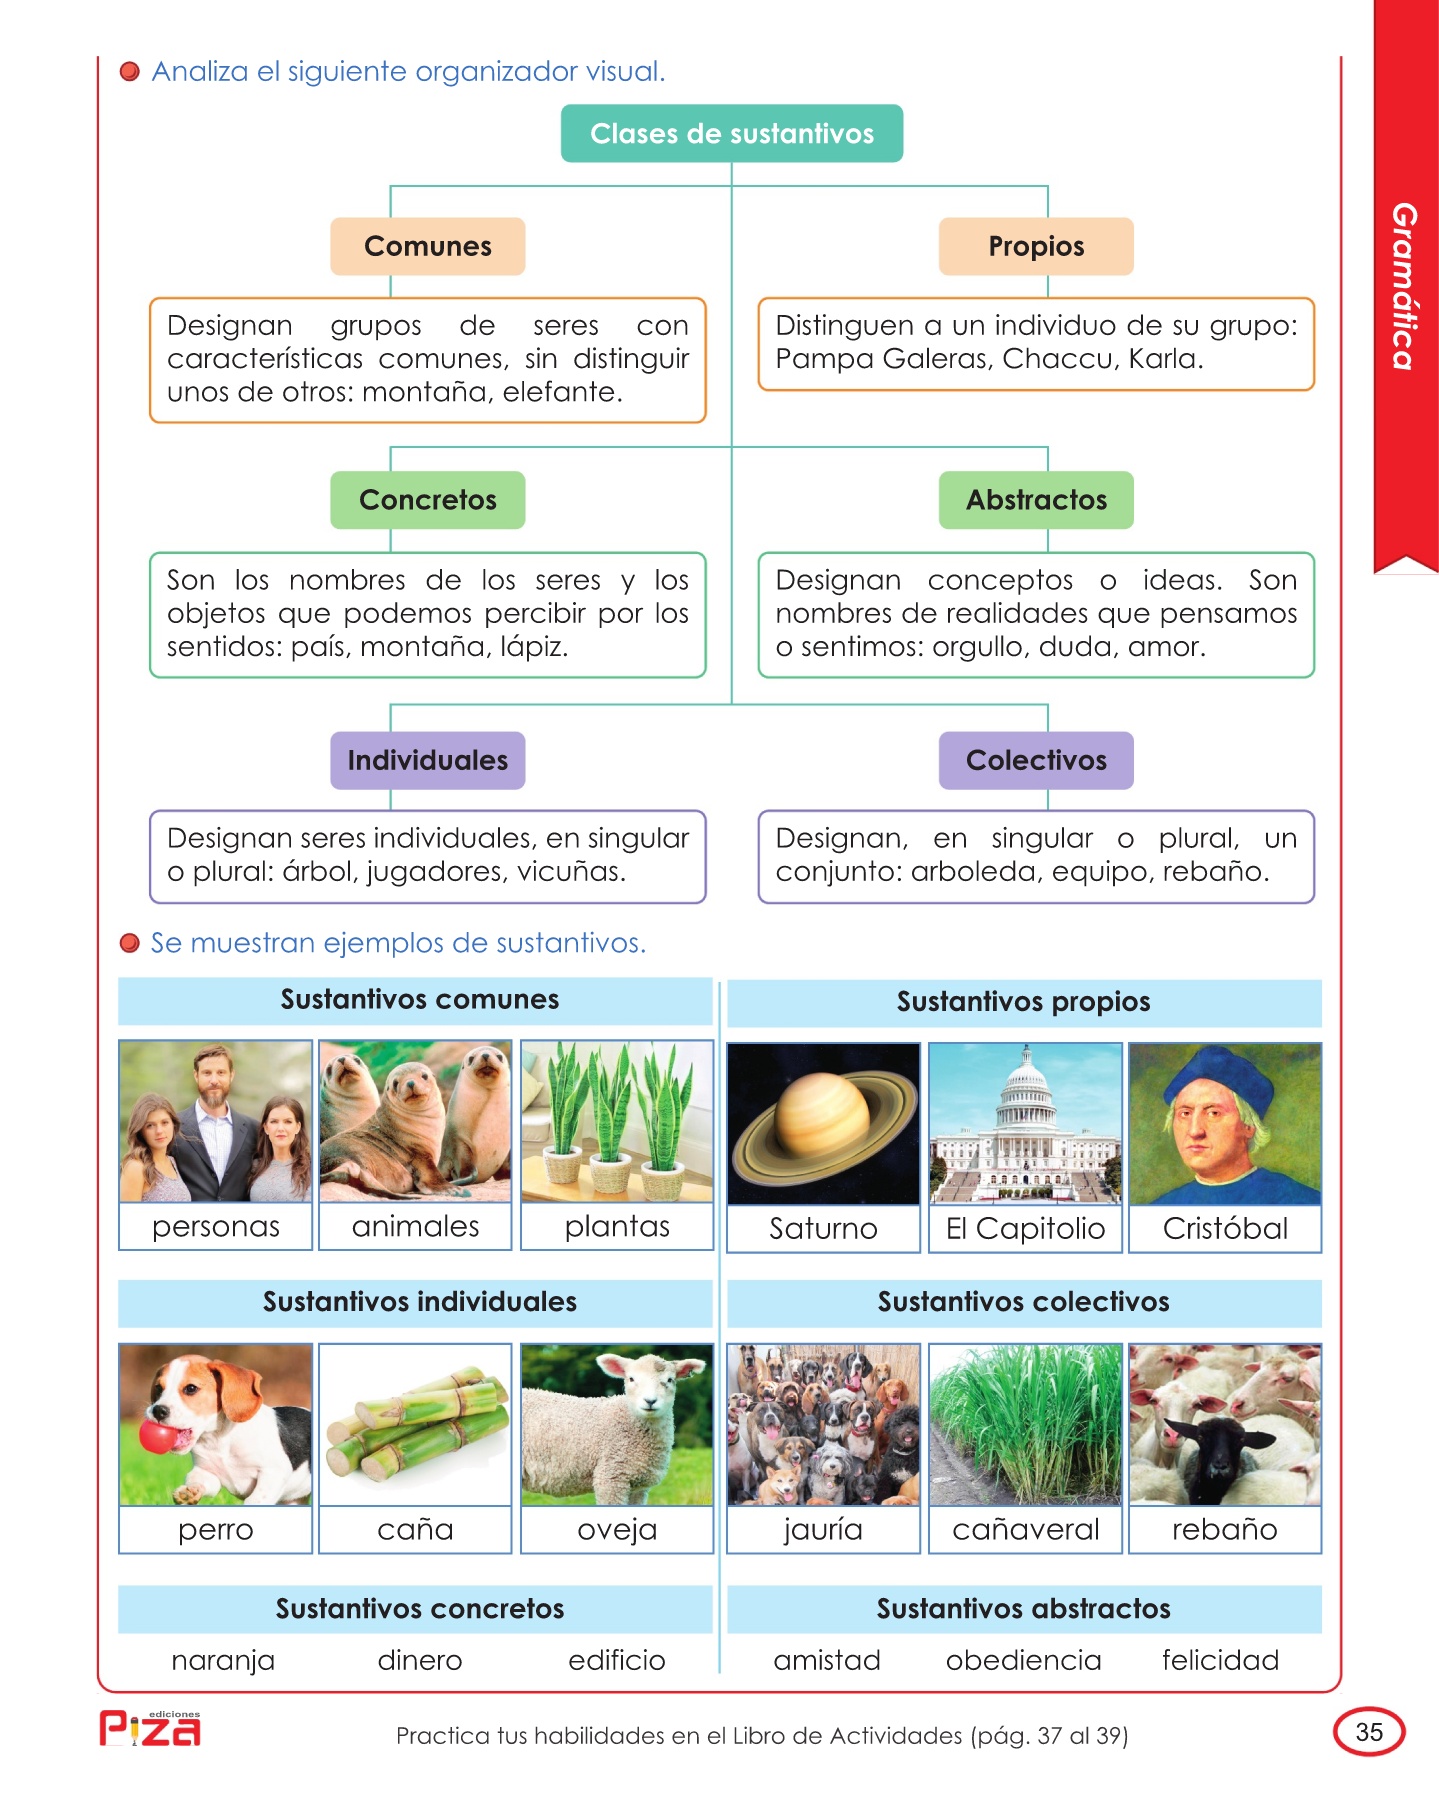 Analiza el siguiente organizador visual.
Clases de sustantivos
Comunes
Propios
Designan grupos de seres con
características comunes, sin distinguir
unos de otros: montaña, elefante.
Distinguen a un individuo de su grupo:
Pampa Galeras, Chaccu, Karla.
Concretos
Abstractos
Son los nombres de los seres y los
objetos que podemos percibir por los
sentidos: país, montaña, lápiz.
Designan conceptos o ideas. Son
nombres de realidades que pensamos
o sentimos: orgullo, duda, amor.
Individuales
Colectivos
Designan seres individuales, en singular
o plural: árbol, jugadores, vicuñas.
Designan, en singular o plural, un
conjunto: arboleda, equipo, rebaño.
Se muestran ejemplos de sustantivos.
Sustantivos comunes
Sustantivos propios
personas animales plantas
Saturno El Capitolio Cristóbal
Sustantivos individuales
Sustantivos colectivos
perro caña oveja
jauría cañaveral rebaño
Sustantivos concretos
Sustantivos abstractos
naranja dinero edificio
amistad obediencia felicidad
Gramática
ediciones
Piza
Practica tus habilidades en el Libro de Actividades (pág. 37 al 39)
35